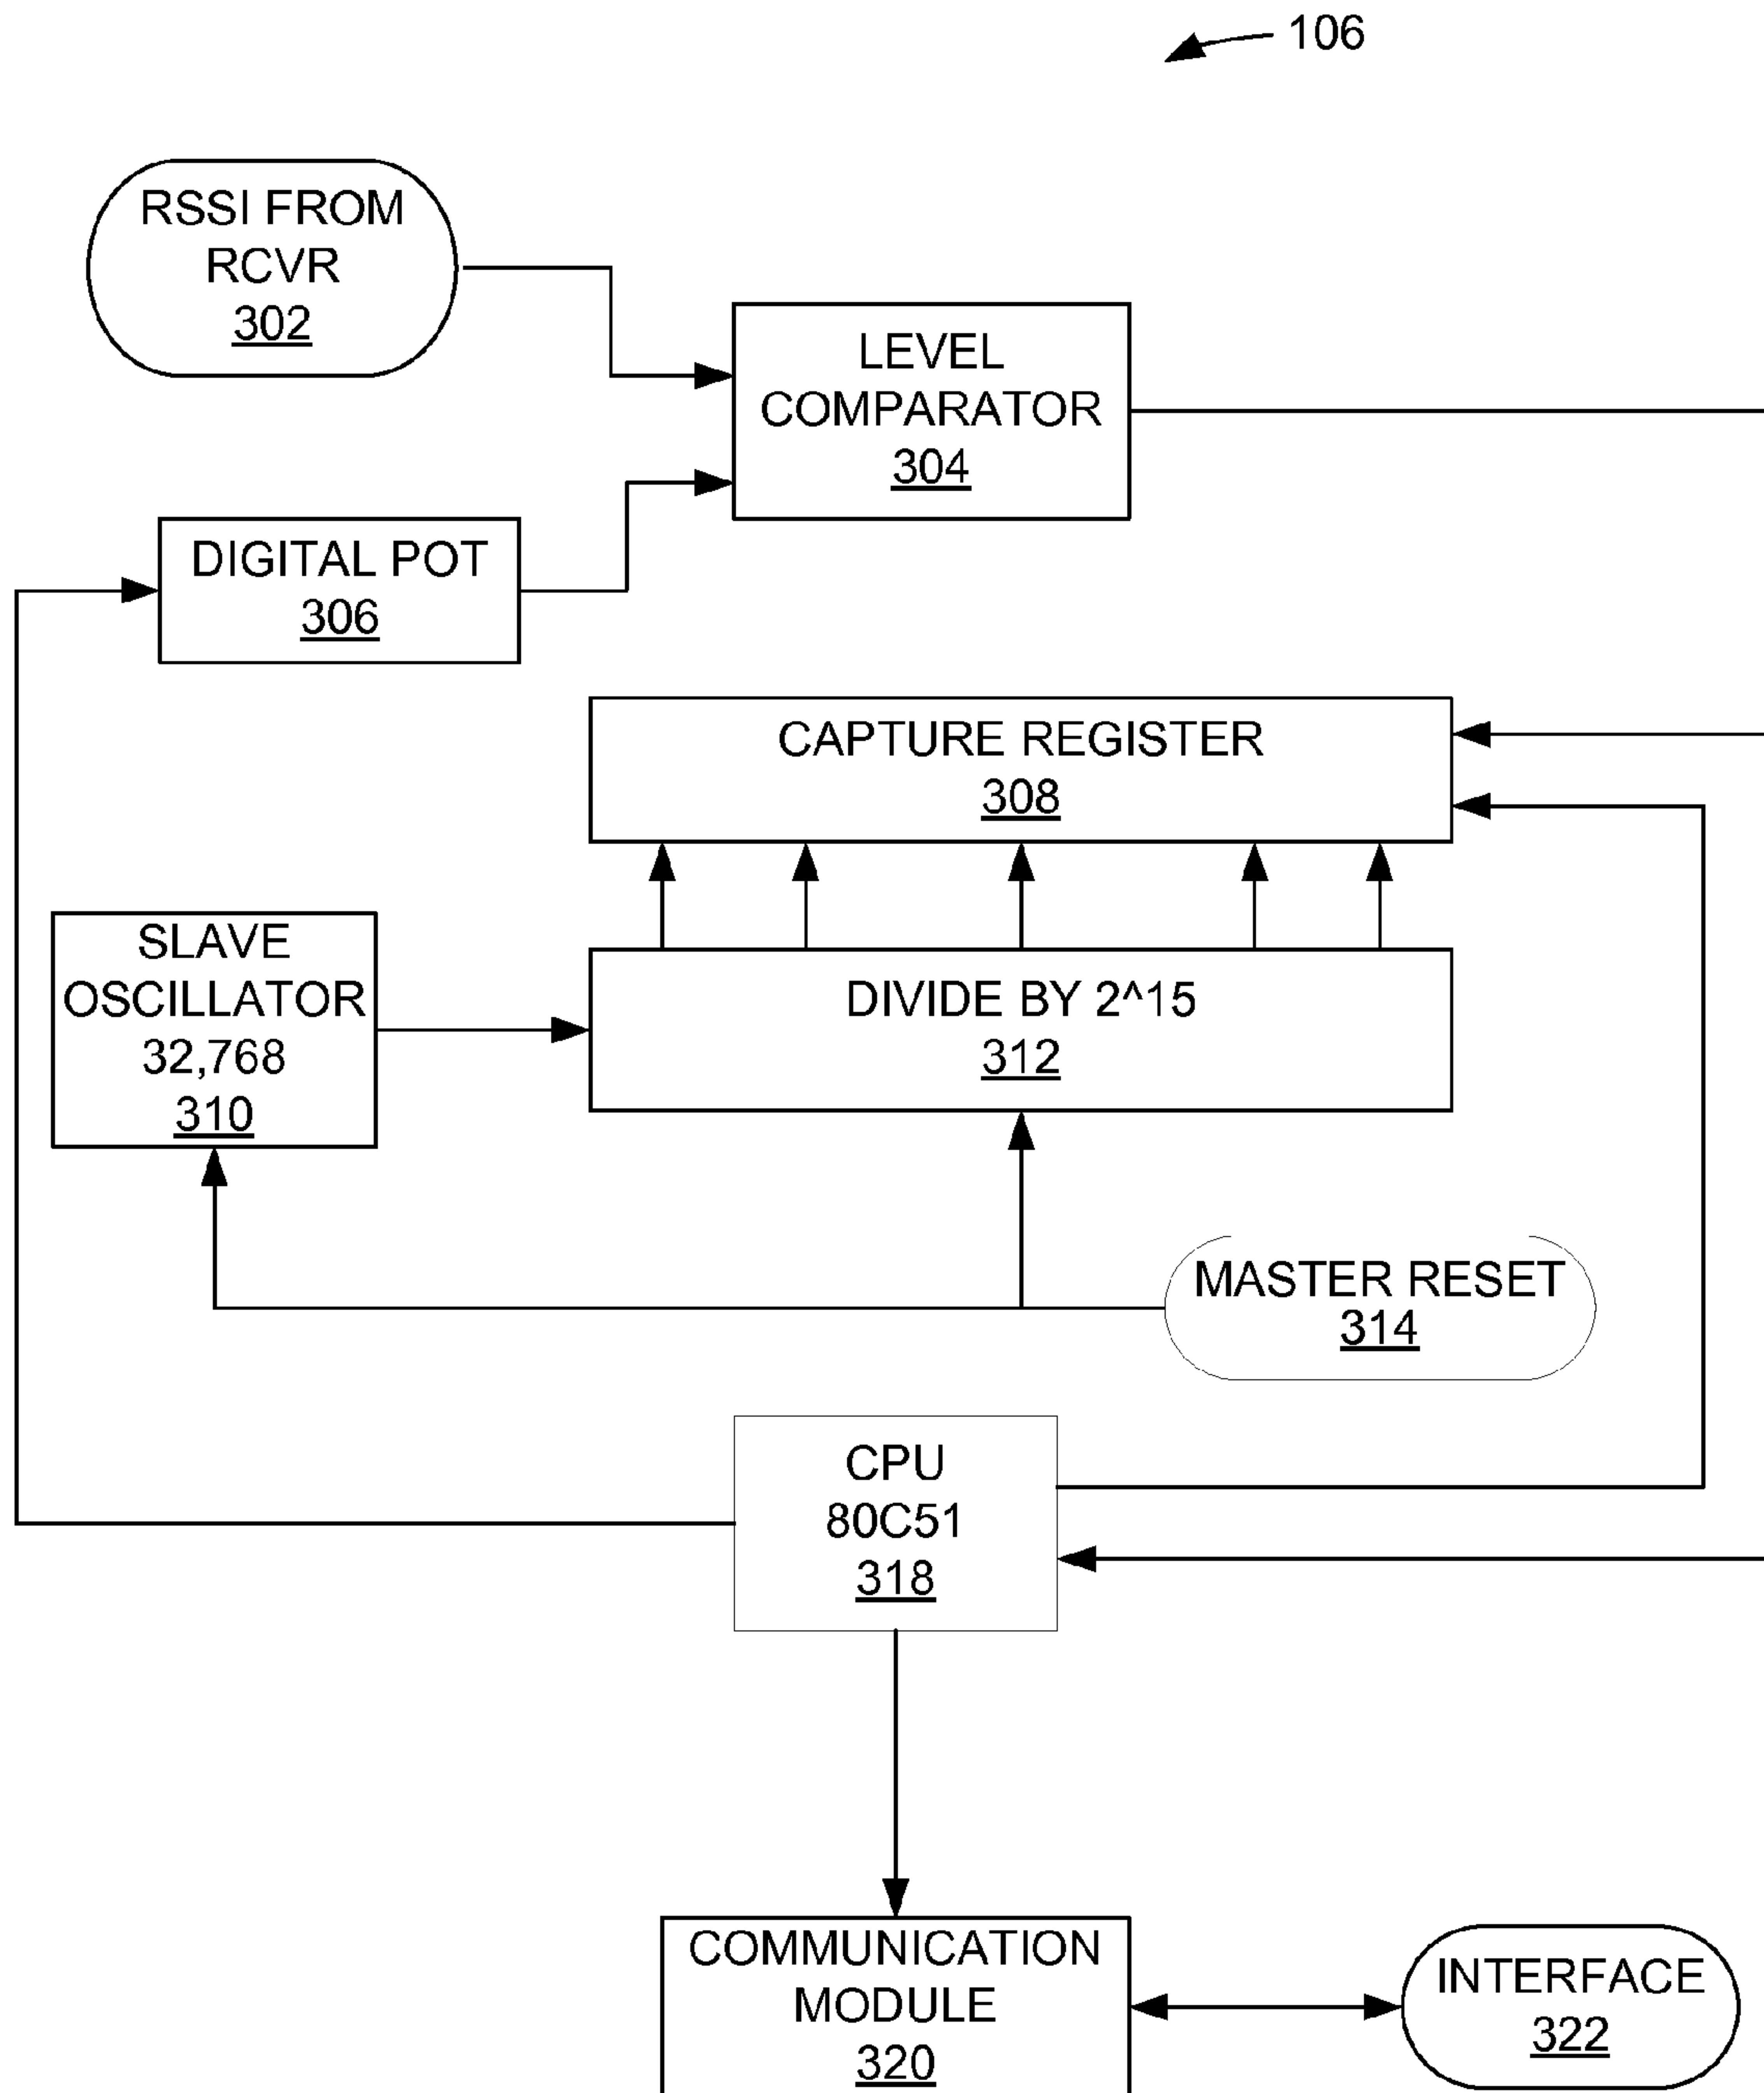 106
RSSI FROM
RCVR
302
LEVEL
COMPARATOR
304
DIGITAL POT
306
CAPTURE REGISTER
308
SLAVE
OSCILLATOR
32,768
310
DIVIDE BY 2^15
312
MASTER RESET
314
CPU
80C51
318
COMMUNICATION
MODULE
320
INTERFACE
322